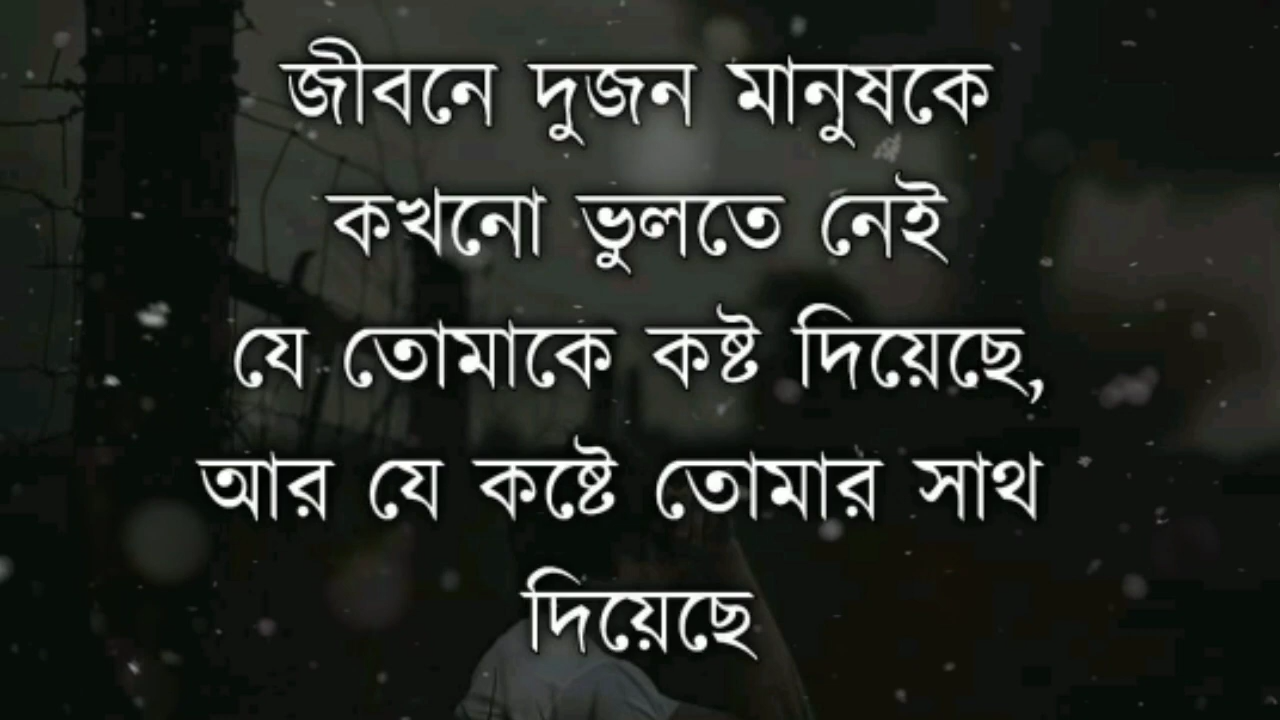 জীবনে দুজন মানুষকে
কখনো ভুলতে নেই
যে তোমাকে কষ্ট দিয়েছে,
আর যে কষ্টে তোমার সাথ
দিয়েছে